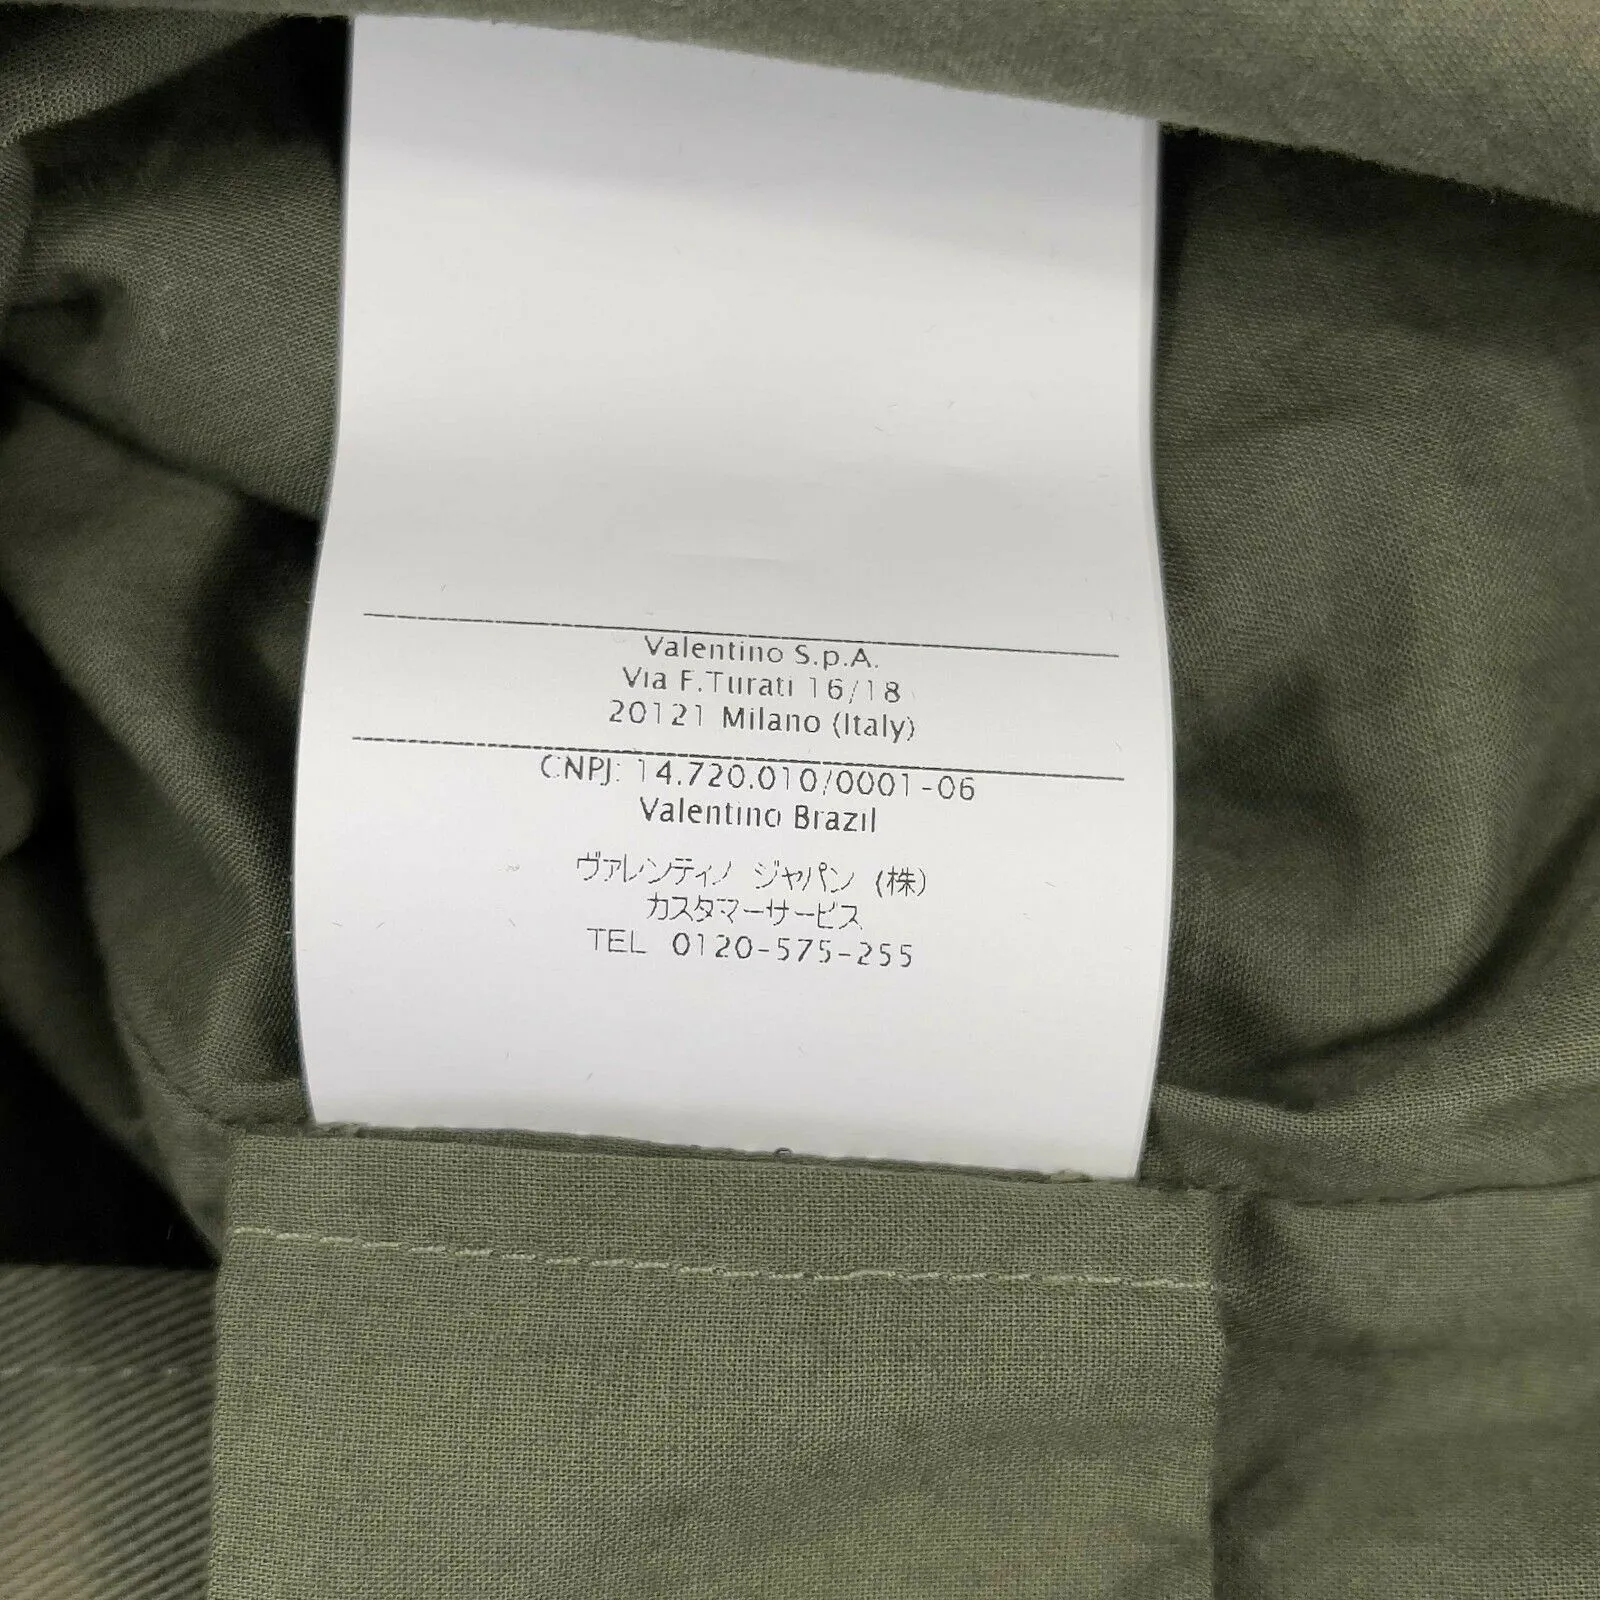 Valentino S.p.A.
Via F.Turati 16/18
20121 Milano (Italy)
CNPJ: 14.720.010/0001-06
Valentino Brazil
ヴァレンティノ ジャパン (株)
カスタマーサービス
TEL 0120-575-255